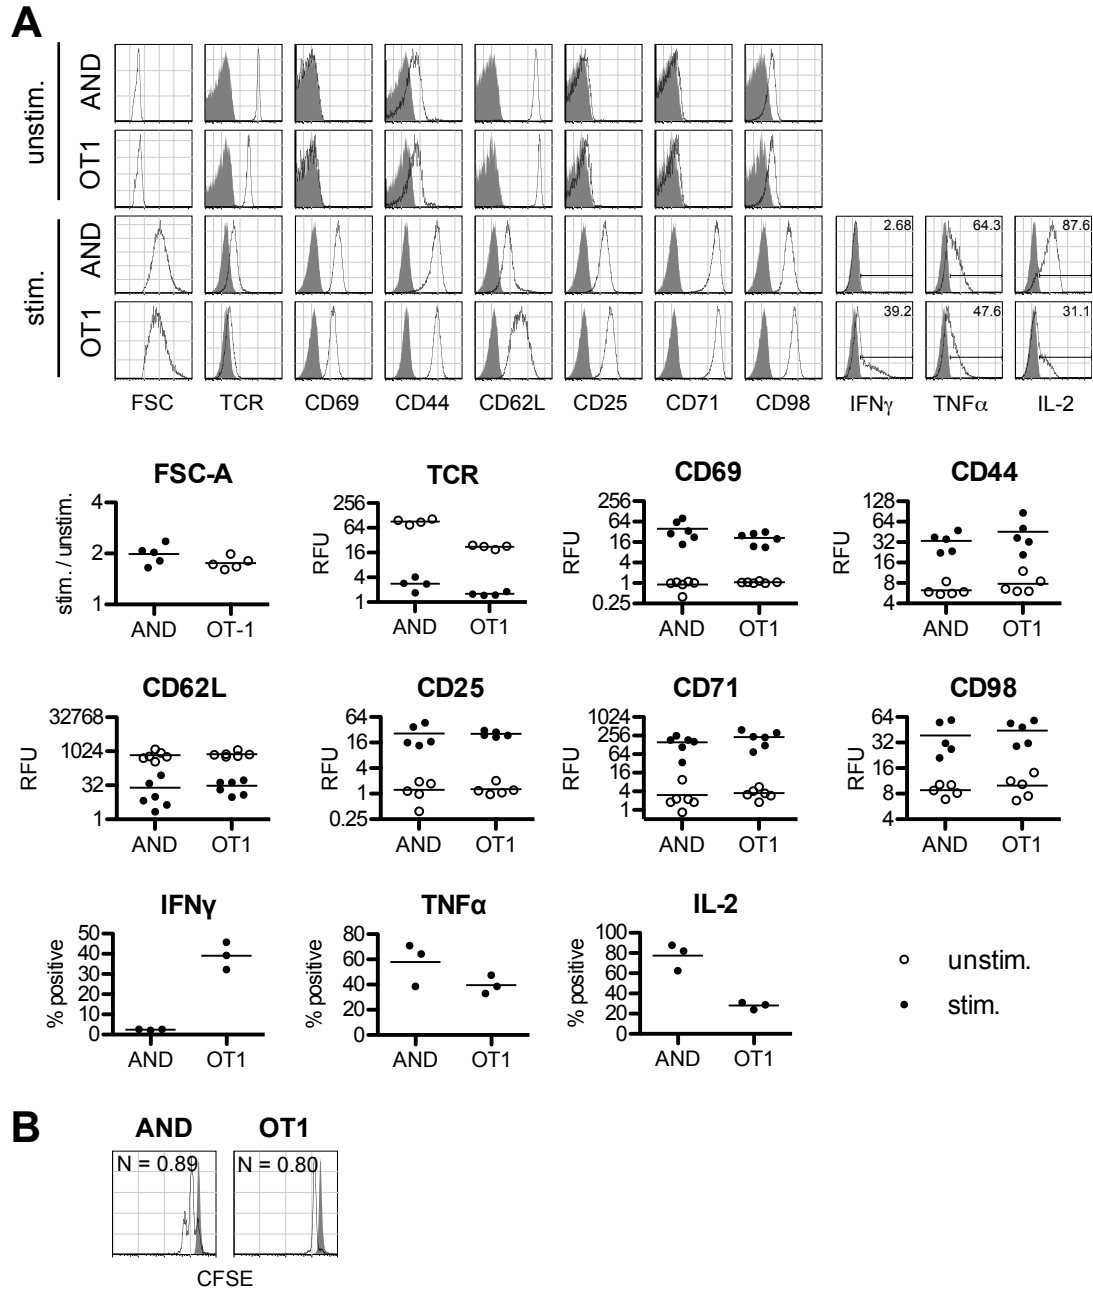 A
unstim.
AND
OT1
stim.
AND
2.68
64.3
87.6
OT1
39.2
47.6
31.1
FSC
TCR
CD69
CD44
CD62L
CD25
CD71
CD98
IFNγ
TNFα
IL-2
FSC-A
stim. / unstim.
4
2
1
AND
OT-1
TCR
RFU
256
64
16
4
1
AND
OT1
CD69
RFU
256
64
16
4
1
0.25
AND
OT1
CD44
RFU
128
64
32
16
8
4
AND
OT1
CD62L
RFU
32768
1024
32
1
AND
OT1
CD25
RFU
64
16
4
1
0.25
AND
OT1
CD71
RFU
1024
256
64
16
4
1
AND
OT1
CD98
RFU
64
32
16
8
4
AND
OT1
IFNγ
% positive
50
40
30
20
10
0
AND
OT1
TNFα
% positive
80
60
40
20
0
AND
OT1
IL-2
% positive
100
80
60
40
20
0
AND
OT1
unstim.
stim.
B
AND
OT1
N = 0.89
N = 0.80
CFSE